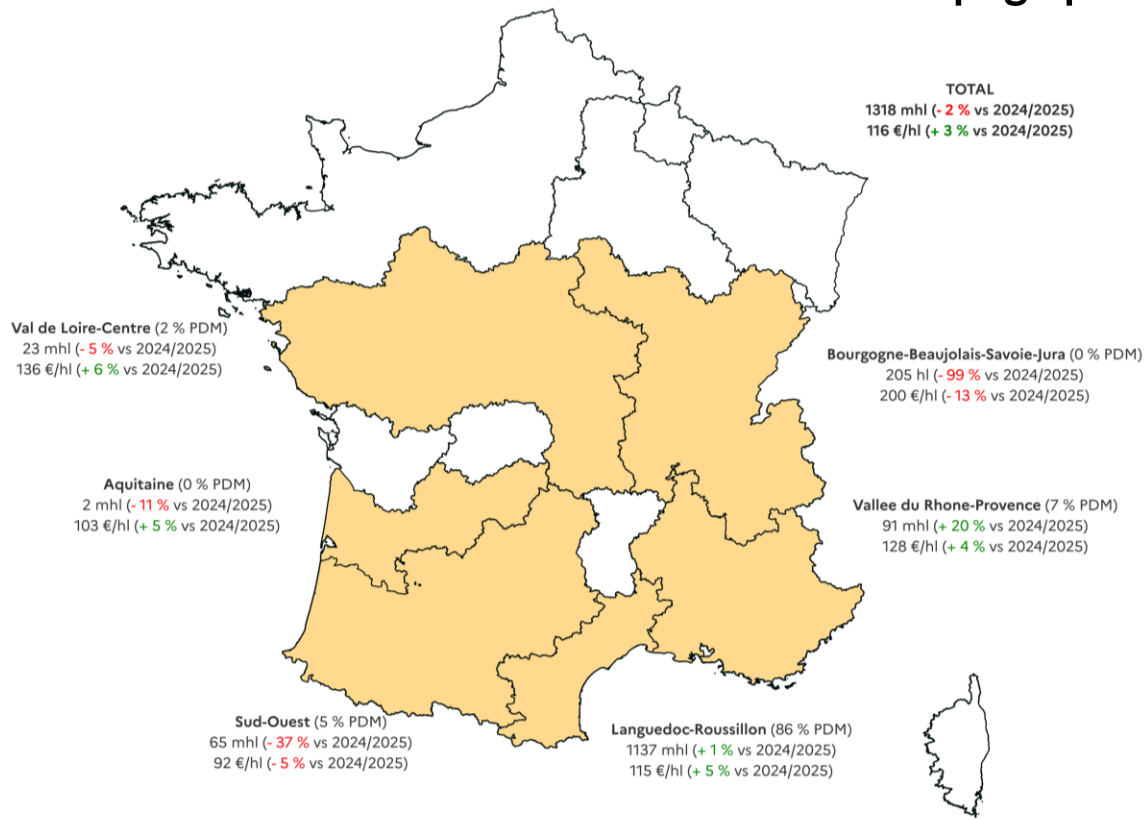 TOTAL
1318 mhl (- 2 % vs 2024/2025)
116 €/hl (+ 3 % vs 2024/2025)
Val de Loire-Centre (2 % PDM)
23 mhl (- 5 % vs 2024/2025)
136 €/hl (+ 6 % vs 2024/2025)
Bourgogne-Beaujolais-Savoie-Jura (0 % PDM)
205 hl (- 99 % vs 2024/2025)
200 €/hl (- 13 % vs 2024/2025)
Aquitaine (0 % PDM)
2 mhl (- 11 % vs 2024/2025)
103 €/hl (+ 5 % vs 2024/2025)
Vallee du Rhone-Provence (7 % PDM)
91 mhl (+ 20 % vs 2024/2025)
128 €/hl (+ 4 % vs 2024/2025)
Sud-Ouest (5 % PDM)
65 mhl (- 37 % vs 2024/2025)
92 €/hl (- 5 % vs 2024/2025)
Languedoc-Roussillon (86 % PDM)
1137 mhl (+ 1 % vs 2024/2025)
115 €/hl (+ 5 % vs 2024/2025)